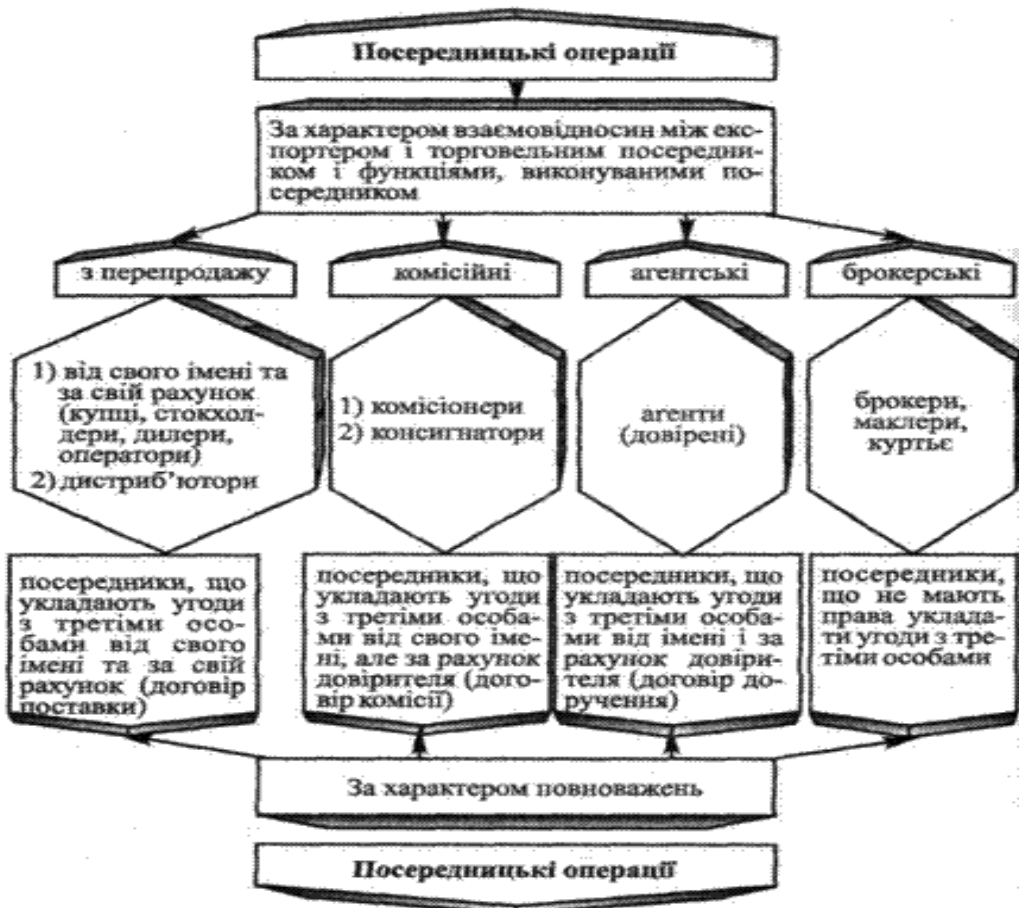 Посередницькі операції
За характером взаємовідносин між екс-
портером і торговельним посередни-
ком і функціями, виконуваними по-
середником
з перепродажу
комісійні
агентські
брокерські
1) від свого імені та
за свій рахунок
(купці, стокхол-
дери, дилери,
оператори)
2) дистриб’ютори
1) комісіонери
2) консигнатори
агенти
(довірені)
брокери,
маклери,
куртьє
посередники, що
укладають угоди
з третіми осо-
бами від свого
імені та за свій
рахунок (договір
поставки)
посередники, що
укладають угоди
з третіми особа-
ми від свого іме-
ні, але за рахунок
довірителя (дого-
вір комісії)
посередники, що
укладають угоди
з третіми особа-
ми від імені і за
рахунок довіри-
теля (договір до-
ручення)
посередники,
що не мають
права уклада-
ти угоди з тре-
тіми особами
За характером повноважень
Посередницькі операції